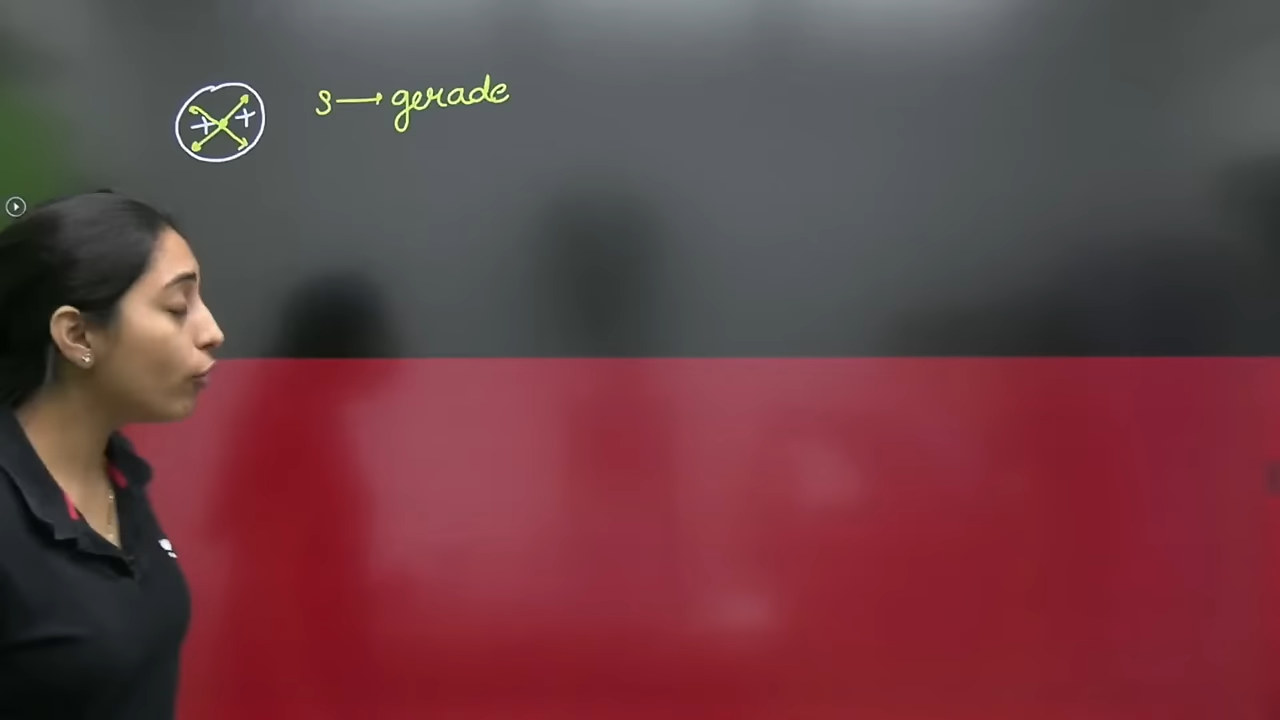 + +
s → gerade